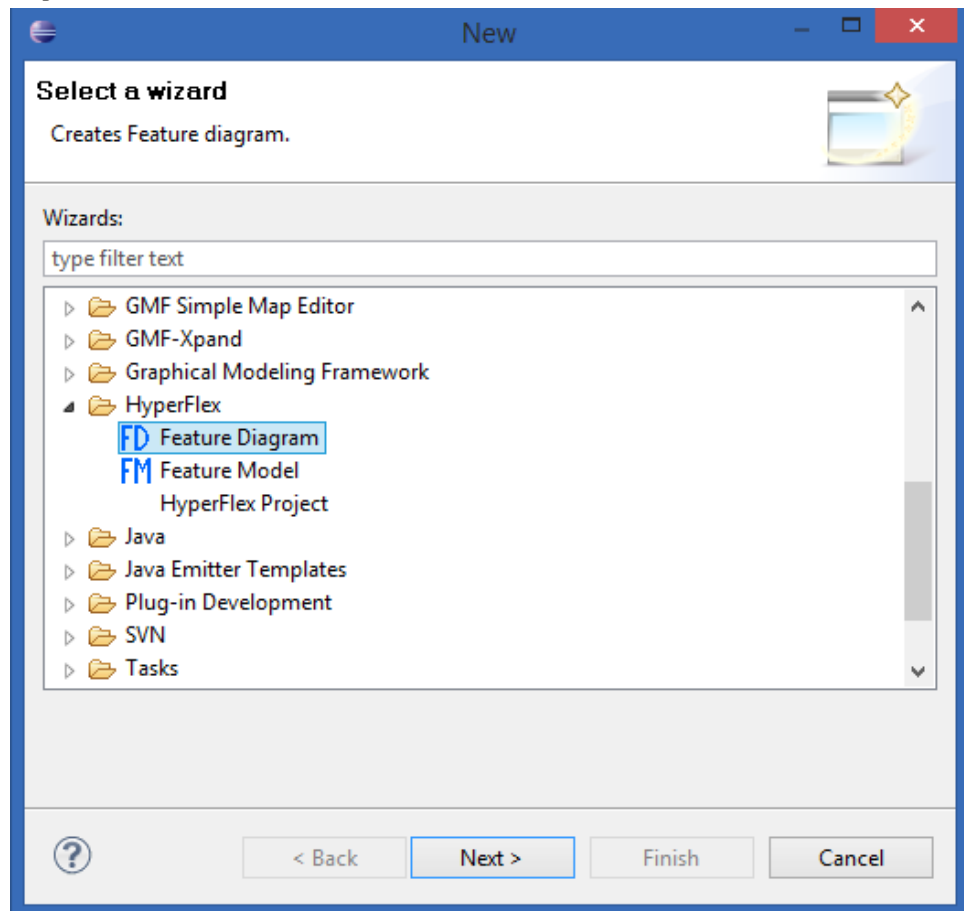 New
Select a wizard
Creates Feature diagram.
Wizards:
type filter text
GMF Simple Map Editor
GMF-Xpand
Graphical Modeling Framework
HyperFlex
FD Feature Diagram
FM Feature Model
HyperFlex Project
Java
Java Emitter Templates
Plug-in Development
SVN
Tasks
? < Back Next > Finish Cancel